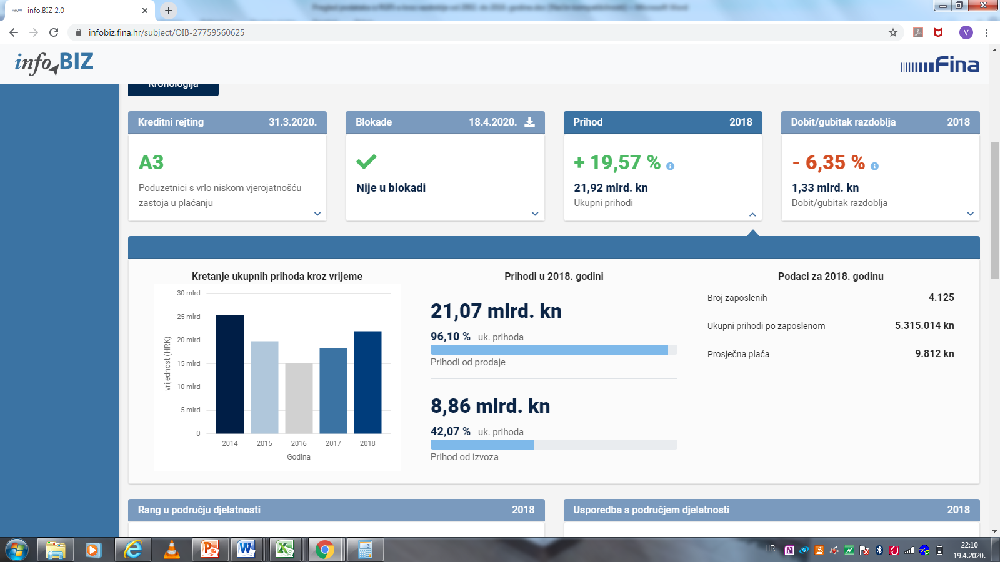 info.BIZ 2.0
infobiz.fina.hr/subject/OIB-27759560625
V
info.BIZ
Fina
Kronologija
Kreditni rejting 31.3.2020.
A3
Poduzetnici s vrlo niskom vjerojatnošću
zastoja u plaćanju
Blokade 18.4.2020.
Nije u blokadi
Prihod 2018
+ 19,57 %
21,92 mlrd. kn
Ukupni prihodi
Dobit/gubitak razdoblja 2018
- 6,35 %
1,33 mlrd. kn
Dobit/gubitak razdoblja
Kretanje ukupnih prihoda kroz vrijeme
30 mlrd
25 mlrd
20 mlrd
15 mlrd
10 mlrd
5 mlrd
0
vrijednost (HRK)
2014 2015 2016 2017 2018
Godina
Prihodi u 2018. godini
21,07 mlrd. kn
96,10 % uk. prihoda
Prihodi od prodaje
8,86 mlrd. kn
42,07 % uk. prihoda
Prihod od izvoza
Podaci za 2018. godinu
Broj zaposlenih 4.125
Ukupni prihodi po zaposlenom 5.315.014 kn
Prosječna plaća 9.812 kn
Rang u području djelatnosti 2018
Usporedba s područjem djelatnosti 2018
HR
22:10
19.4.2020.